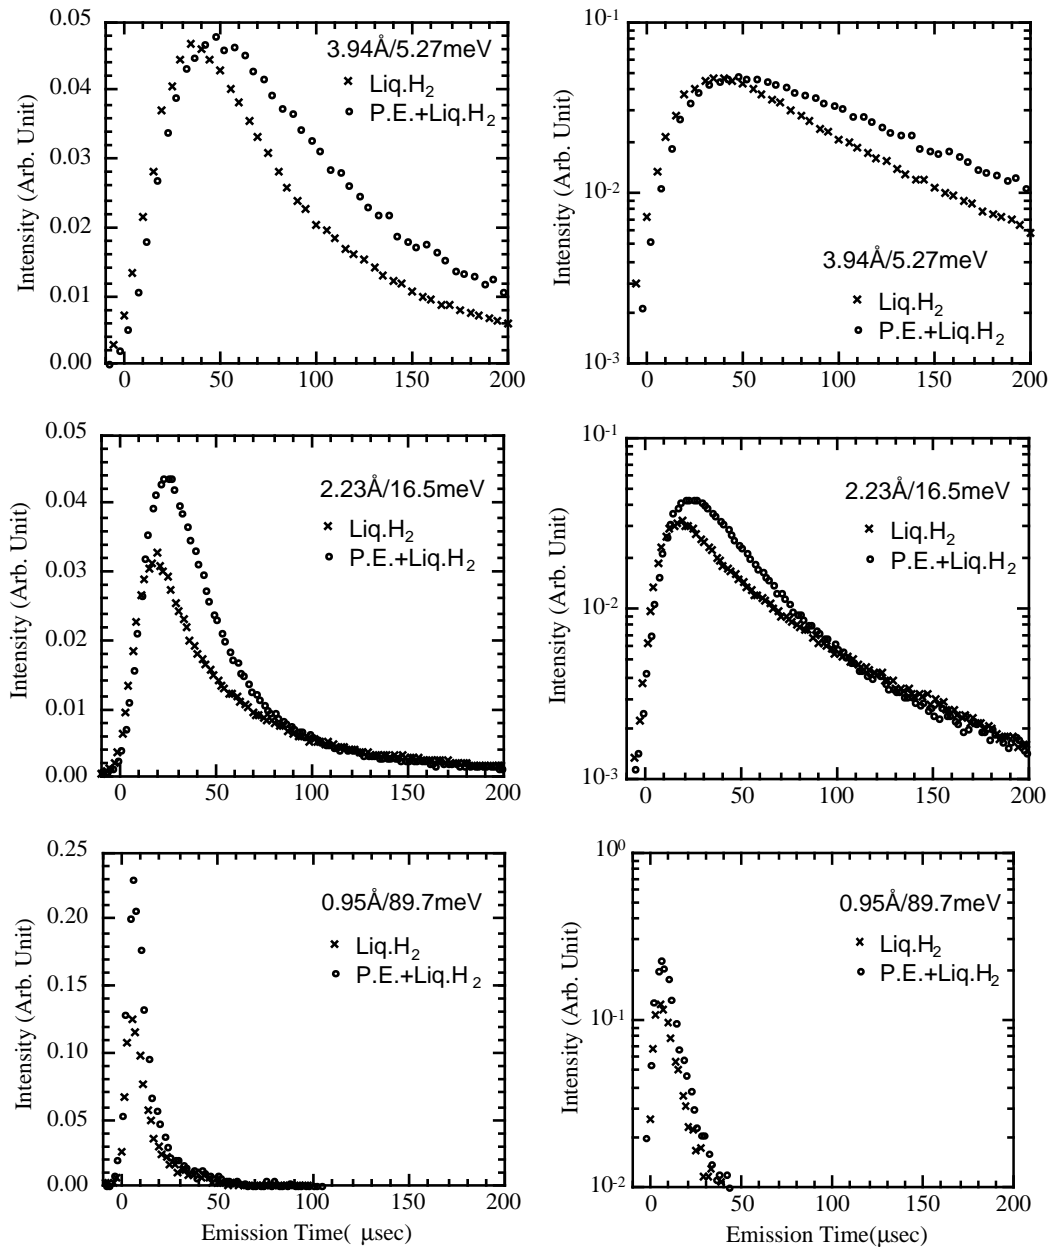 0.05
0.04
0.03
0.02
0.01
0.00
Intensity (Arb. Unit)
3.94Å/5.27meV
× Liq.H2
o P.E.+Liq.H2
0 50 100 150 200
10-1
10-2
10-3
Intensity (Arb. Unit)
3.94Å/5.27meV
× Liq.H2
o P.E.+Liq.H2
0 50 100 150 200
0.05
0.04
0.03
0.02
0.01
0.00
Intensity (Arb. Unit)
2.23Å/16.5meV
× Liq.H2
o P.E.+Liq.H2
0 50 100 150 200
10-1
10-2
10-3
Intensity (Arb. Unit)
2.23Å/16.5meV
× Liq.H2
o P.E.+Liq.H2
0 50 100 150 200
0.25
0.20
0.15
0.10
0.05
0.00
Intensity (Arb. Unit)
0.95Å/89.7meV
× Liq.H2
o P.E.+Liq.H2
0 50 100 150 200
Emission Time( μsec)
100
10-1
10-2
Intensity (Arb. Unit)
0.95Å/89.7meV
× Liq.H2
o P.E.+Liq.H2
0 50 100 150 200
Emission Time(μsec)